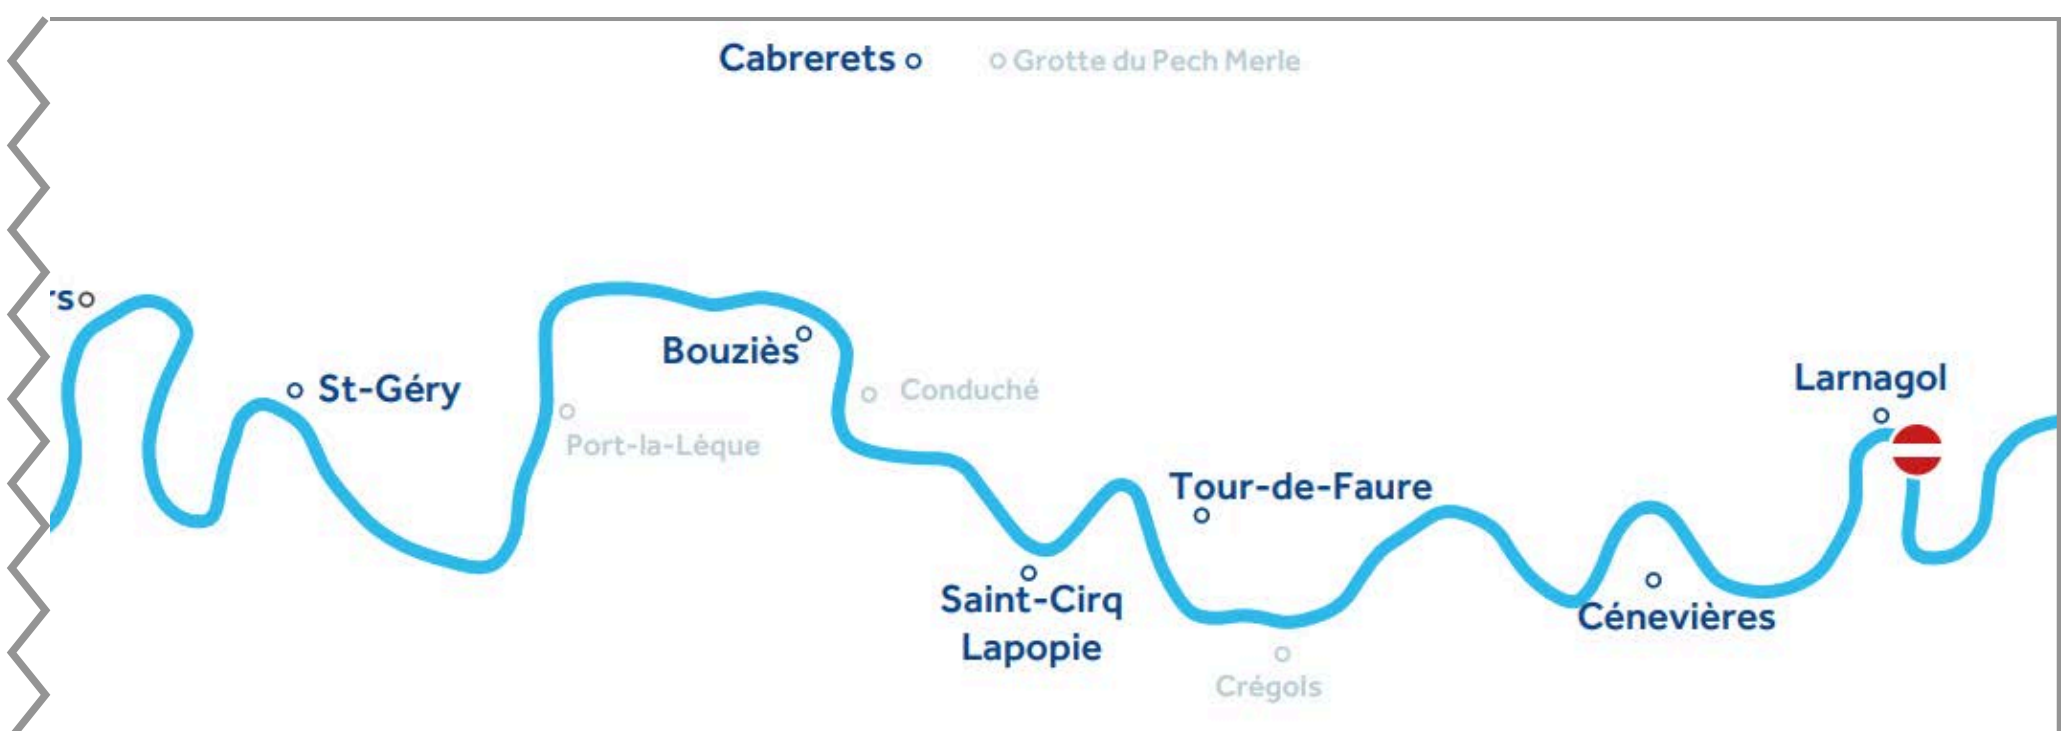 Cabrerets
Grotte du Pech Merle
rs
St-Géry
Bouziès
Port-la-Lèque
Conduché
Larnagol
Tour-de-Faure
Saint-Cirq
Lapopie
Cénevières
Crégols